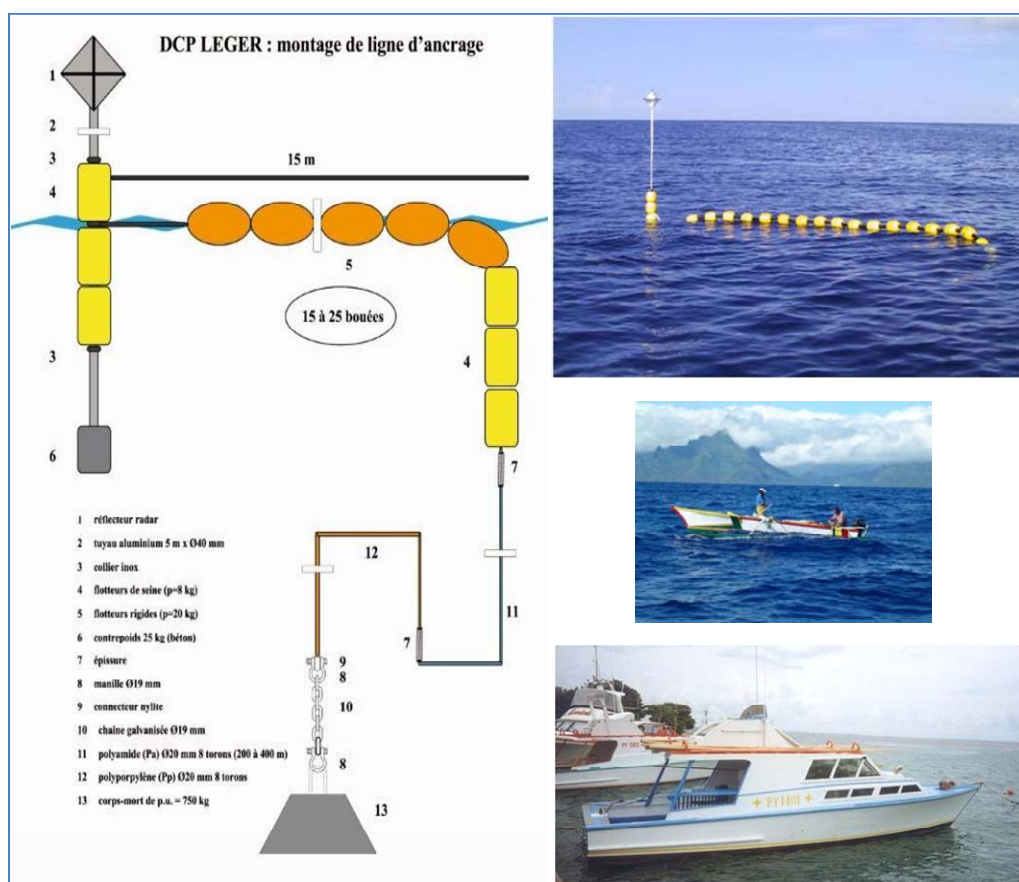 DCP LEGER : montage de ligne d'ancrage
1
2
3
15 m
4
5
15 à 25 bouées
3
4
6
7
12
11
7
9
8
10
8
13
1 réflecteur radar
2 tuyau aluminium 5 m x Ø40 mm
3 collier inox
4 flotteurs de seine (p=8 kg)
5 flotteurs rigides (p=20 kg)
6 contrepoids 25 kg (béton)
7 épissure
8 manille Ø19 mm
9 connecteur nylite
10 chaine galvanisée Ø19 mm
11 polyamide (Pa) Ø20 mm 8 torons (200 à 400 m)
12 polyporpylène (Pp) Ø20 mm 8 torons
13 corps-mort de p.u. = 750 kg